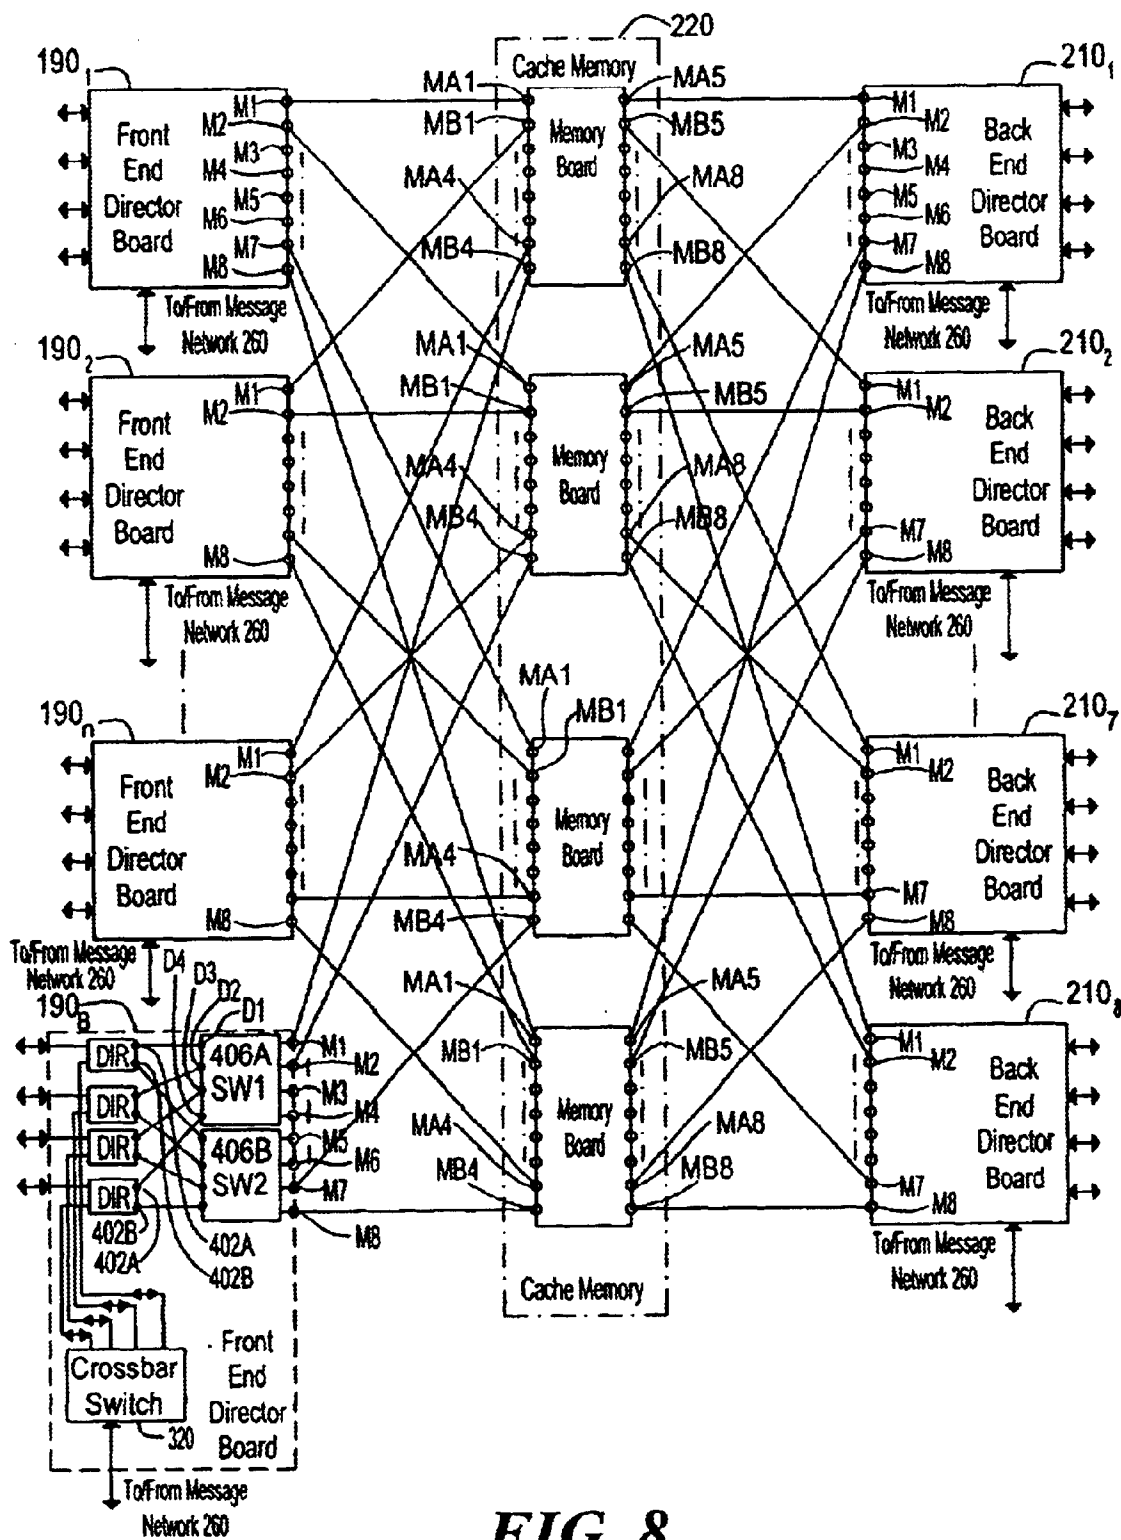 220
Cache Memory
190₁
Front
End
Director
Board
M1
M2
M3
M4
M5
M6
M7
M8
To/From Message
Network 260
MA1
MB1
MA4
MB4
Memory
Board
MA5
MB5
MA8
MB8
210₁
M1
M2
M3
M4
M5
M6
M7
M8
Back
End
Director
Board
To/From Message
Network 260
190₂
Front
End
Director
Board
M1
M2
M8
To/From Message
Network 260
MA1
MB1
MA4
MB4
Memory
Board
MA5
MB5
MA8
MB8
210₂
M1
M2
M7
M8
Back
End
Director
Board
To/From Message
Network 260
190ₙ
Front
End
Director
Board
M1
M2
M8
To/From Message
Network 260
MA1
MB1
MA4
MB4
Memory
Board
210₇
M1
M2
M7
M8
Back
End
Director
Board
To/From Message
Network 260
190₈
D4
D3
D2
D1
DIR
DIR
DIR
DIR
406A
SW1
406B
SW2
M1
M2
M3
M4
M5
M6
M7
M8
402B
402A
402A
402B
Crossbar
Switch
320
Front
End
Director
Board
To/From Message
Network 260
MA1
MB1
MA4
MB4
Memory
Board
MA5
MB5
MA8
MB8
Cache Memory
210₈
M1
M2
M7
M8
Back
End
Director
Board
To/From Message
Network 260
FIG. 8